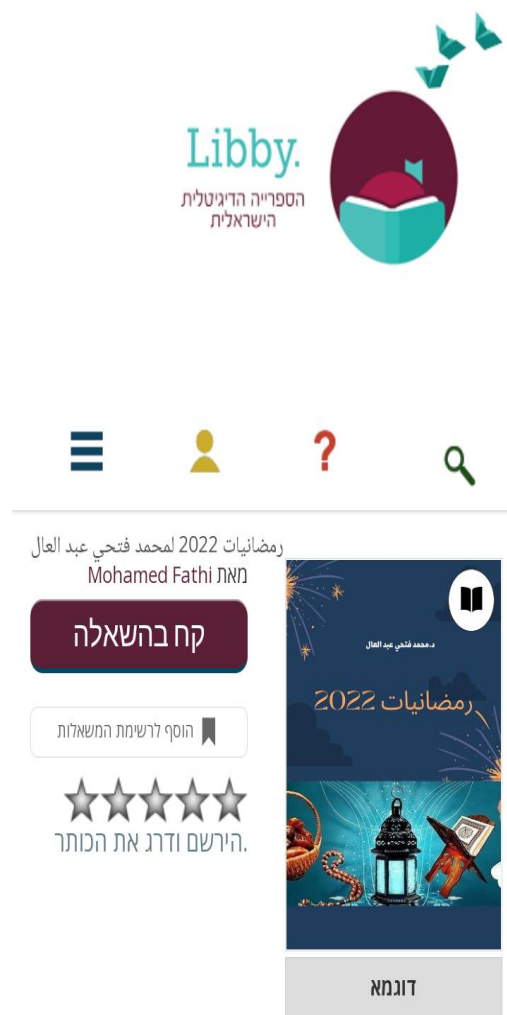 Libby.
הספרייה הדיגיטלית
הישראלית
?
رمضانيات 2022 لمحمد فتحي عبد العال
מאת Mohamed Fathi
קח בהשאלה
הוסף לרשימת המשאלות
.הירשם ודרג את הכותר
د.محمد فتحي عبد العال
رمضانيات 2022
דוגמא